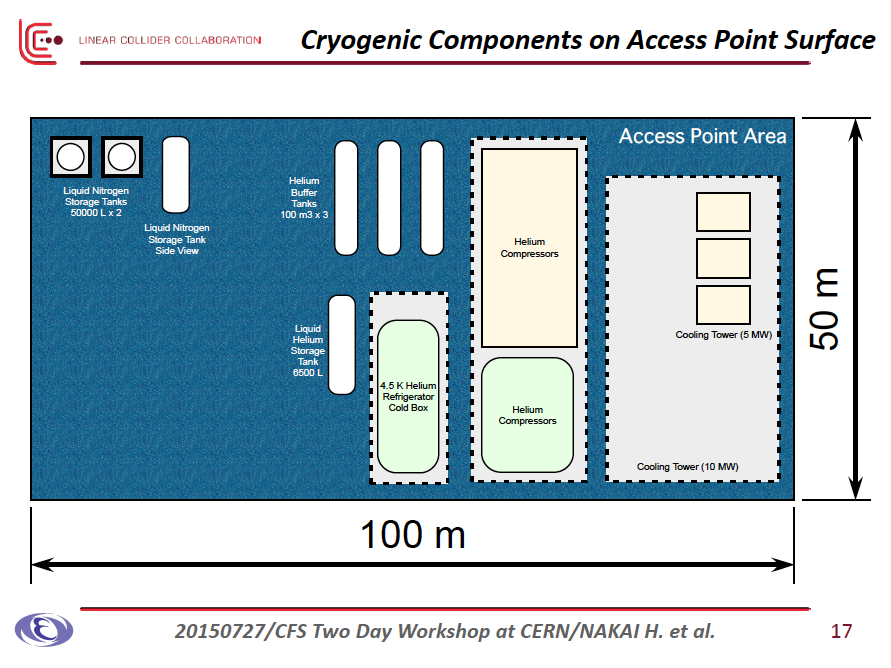 LINEAR COLLIDER COLLABORATION
Cryogenic Components on Access Point Surface
Access Point Area
Liquid Nitrogen
Storage Tanks
50000 L x 2
Liquid Nitrogen
Storage Tank
Side View
Helium
Buffer
Tanks
100 m3 x 3
Helium
Compressors
Cooling Tower (5 MW)
Liquid
Helium
Storage
Tank
6500 L
4.5 K Helium
Refrigerator
Cold Box
Helium
Compressors
Cooling Tower (10 MW)
50 m
100 m
20150727/CFS Two Day Workshop at CERN/NAKAI H. et al.
17